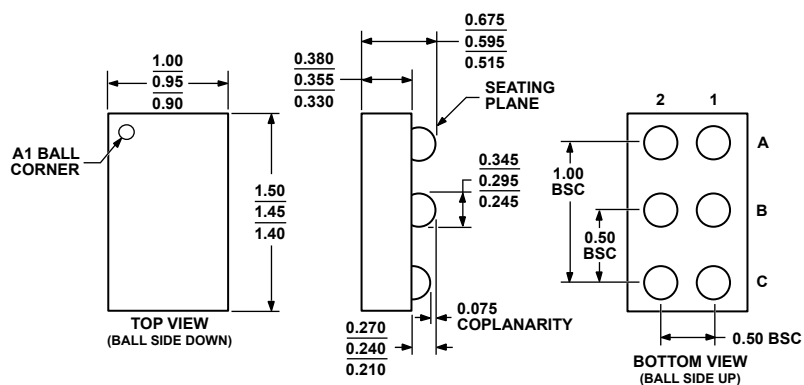 1.00
0.95
0.90
A1 BALL
CORNER
1.50
1.45
1.40
TOP VIEW
(BALL SIDE DOWN)
0.675
0.595
0.515
0.380
0.355
0.330
SEATING
PLANE
0.345
0.295
0.245
0.075
COPLANARITY
0.270
0.240
0.210
2 1
A
B
C
1.00
BSC
0.50
BSC
0.50 BSC
BOTTOM VIEW
(BALL SIDE UP)